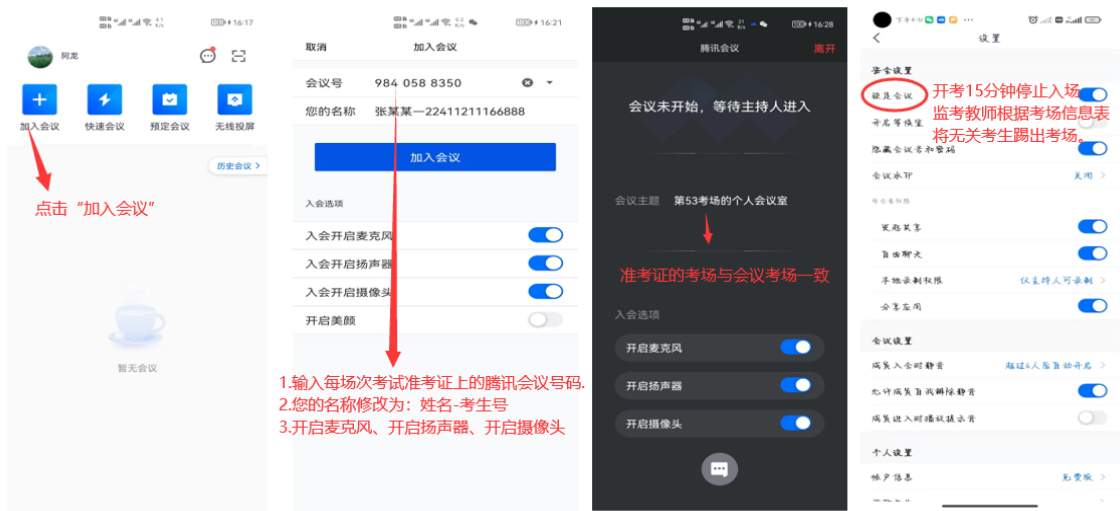 16:17
阿龙
加入会议
快速会议
预定会议
无线投屏
历史会议 >
点击“加入会议”
暂无会议
16:21
取消
加入会议
会议号
984 058 8350
您的名称
张某某—22411211166888
加入会议
入会选项
入会开启麦克风
入会开启扬声器
入会开启摄像头
开启美颜
1.输入每场次考试准考证上的腾讯会议号码.
2.您的名称修改为：姓名-考生号
3.开启麦克风、开启扬声器、开启摄像头
16:28
腾讯会议
离开
会议未开始，等待主持人进入
会议主题
第53考场的个人会议室
准考证的考场与会议考场一致
入会选项
开启麦克风
开启扬声器
开启摄像头
设置
安全设置
锁定会议
开考15分钟停止入场，
监考教师根据考场信息表
将无关考生踢出考场。
开启等候室
隐藏会议号和密码
会议水印
关闭 >
发起共享
自由聊天
本地录制权限
仅主持人可录制 >
分享应用
会议设置
成员入会时静音
超过6人后自动开启 >
允许成员自我解除静音
成员进入时播放提示音
个人设置
账户信息
免费版 >